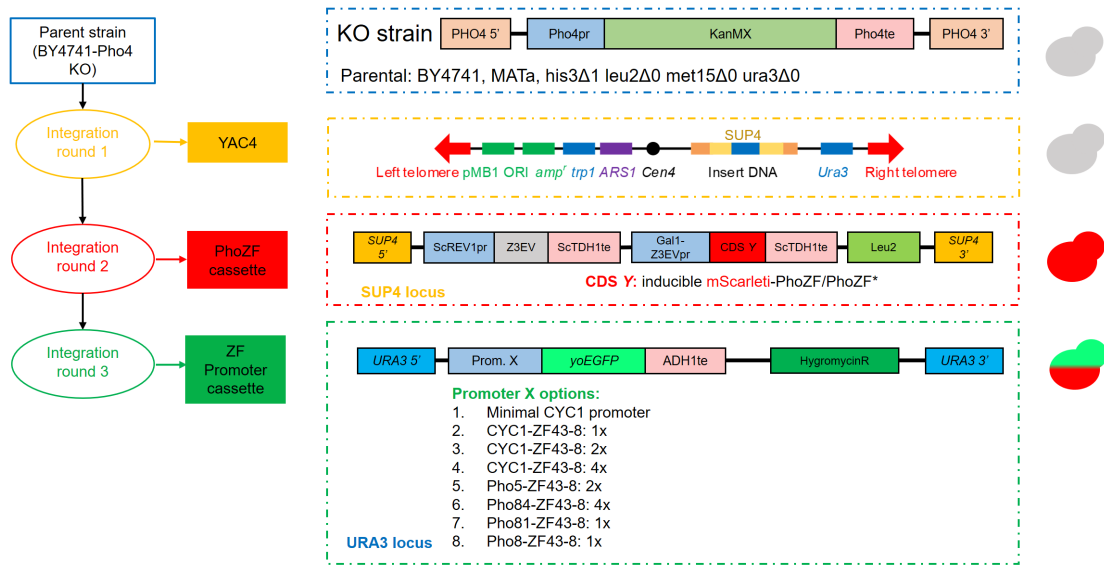 Parent strain
(BY4741-Pho4
KO)
Integration
round 1
YAC4
Integration
round 2
PhoZF
cassette
Integration
round 3
ZF
Promoter
cassette
KO strain
PHO4 5'
Pho4pr
KanMX
Pho4te
PHO4 3'
Parental: BY4741, MATa, his3Δ1 leu2Δ0 met15Δ0 ura3Δ0
SUP4
Left telomere
pMB1 ORI
ampʳ
trp1
ARS1
Cen4
Insert DNA
Ura3
Right telomere
SUP4
5'
ScREV1pr
Z3EV
ScTDH1te
Gal1-
Z3EVpr
CDS Y
ScTDH1te
Leu2
SUP4
3'
CDS Y: inducible mScarleti-PhoZF/PhoZF*
SUP4 locus
URA3 5'
Prom. X
yoEGFP
ADH1te
HygromycinR
URA3 3'
Promoter X options:
1. Minimal CYC1 promoter
2. CYC1-ZF43-8: 1x
3. CYC1-ZF43-8: 2x
4. CYC1-ZF43-8: 4x
5. Pho5-ZF43-8: 2x
6. Pho84-ZF43-8: 4x
7. Pho81-ZF43-8: 1x
8. Pho8-ZF43-8: 1x
URA3 locus